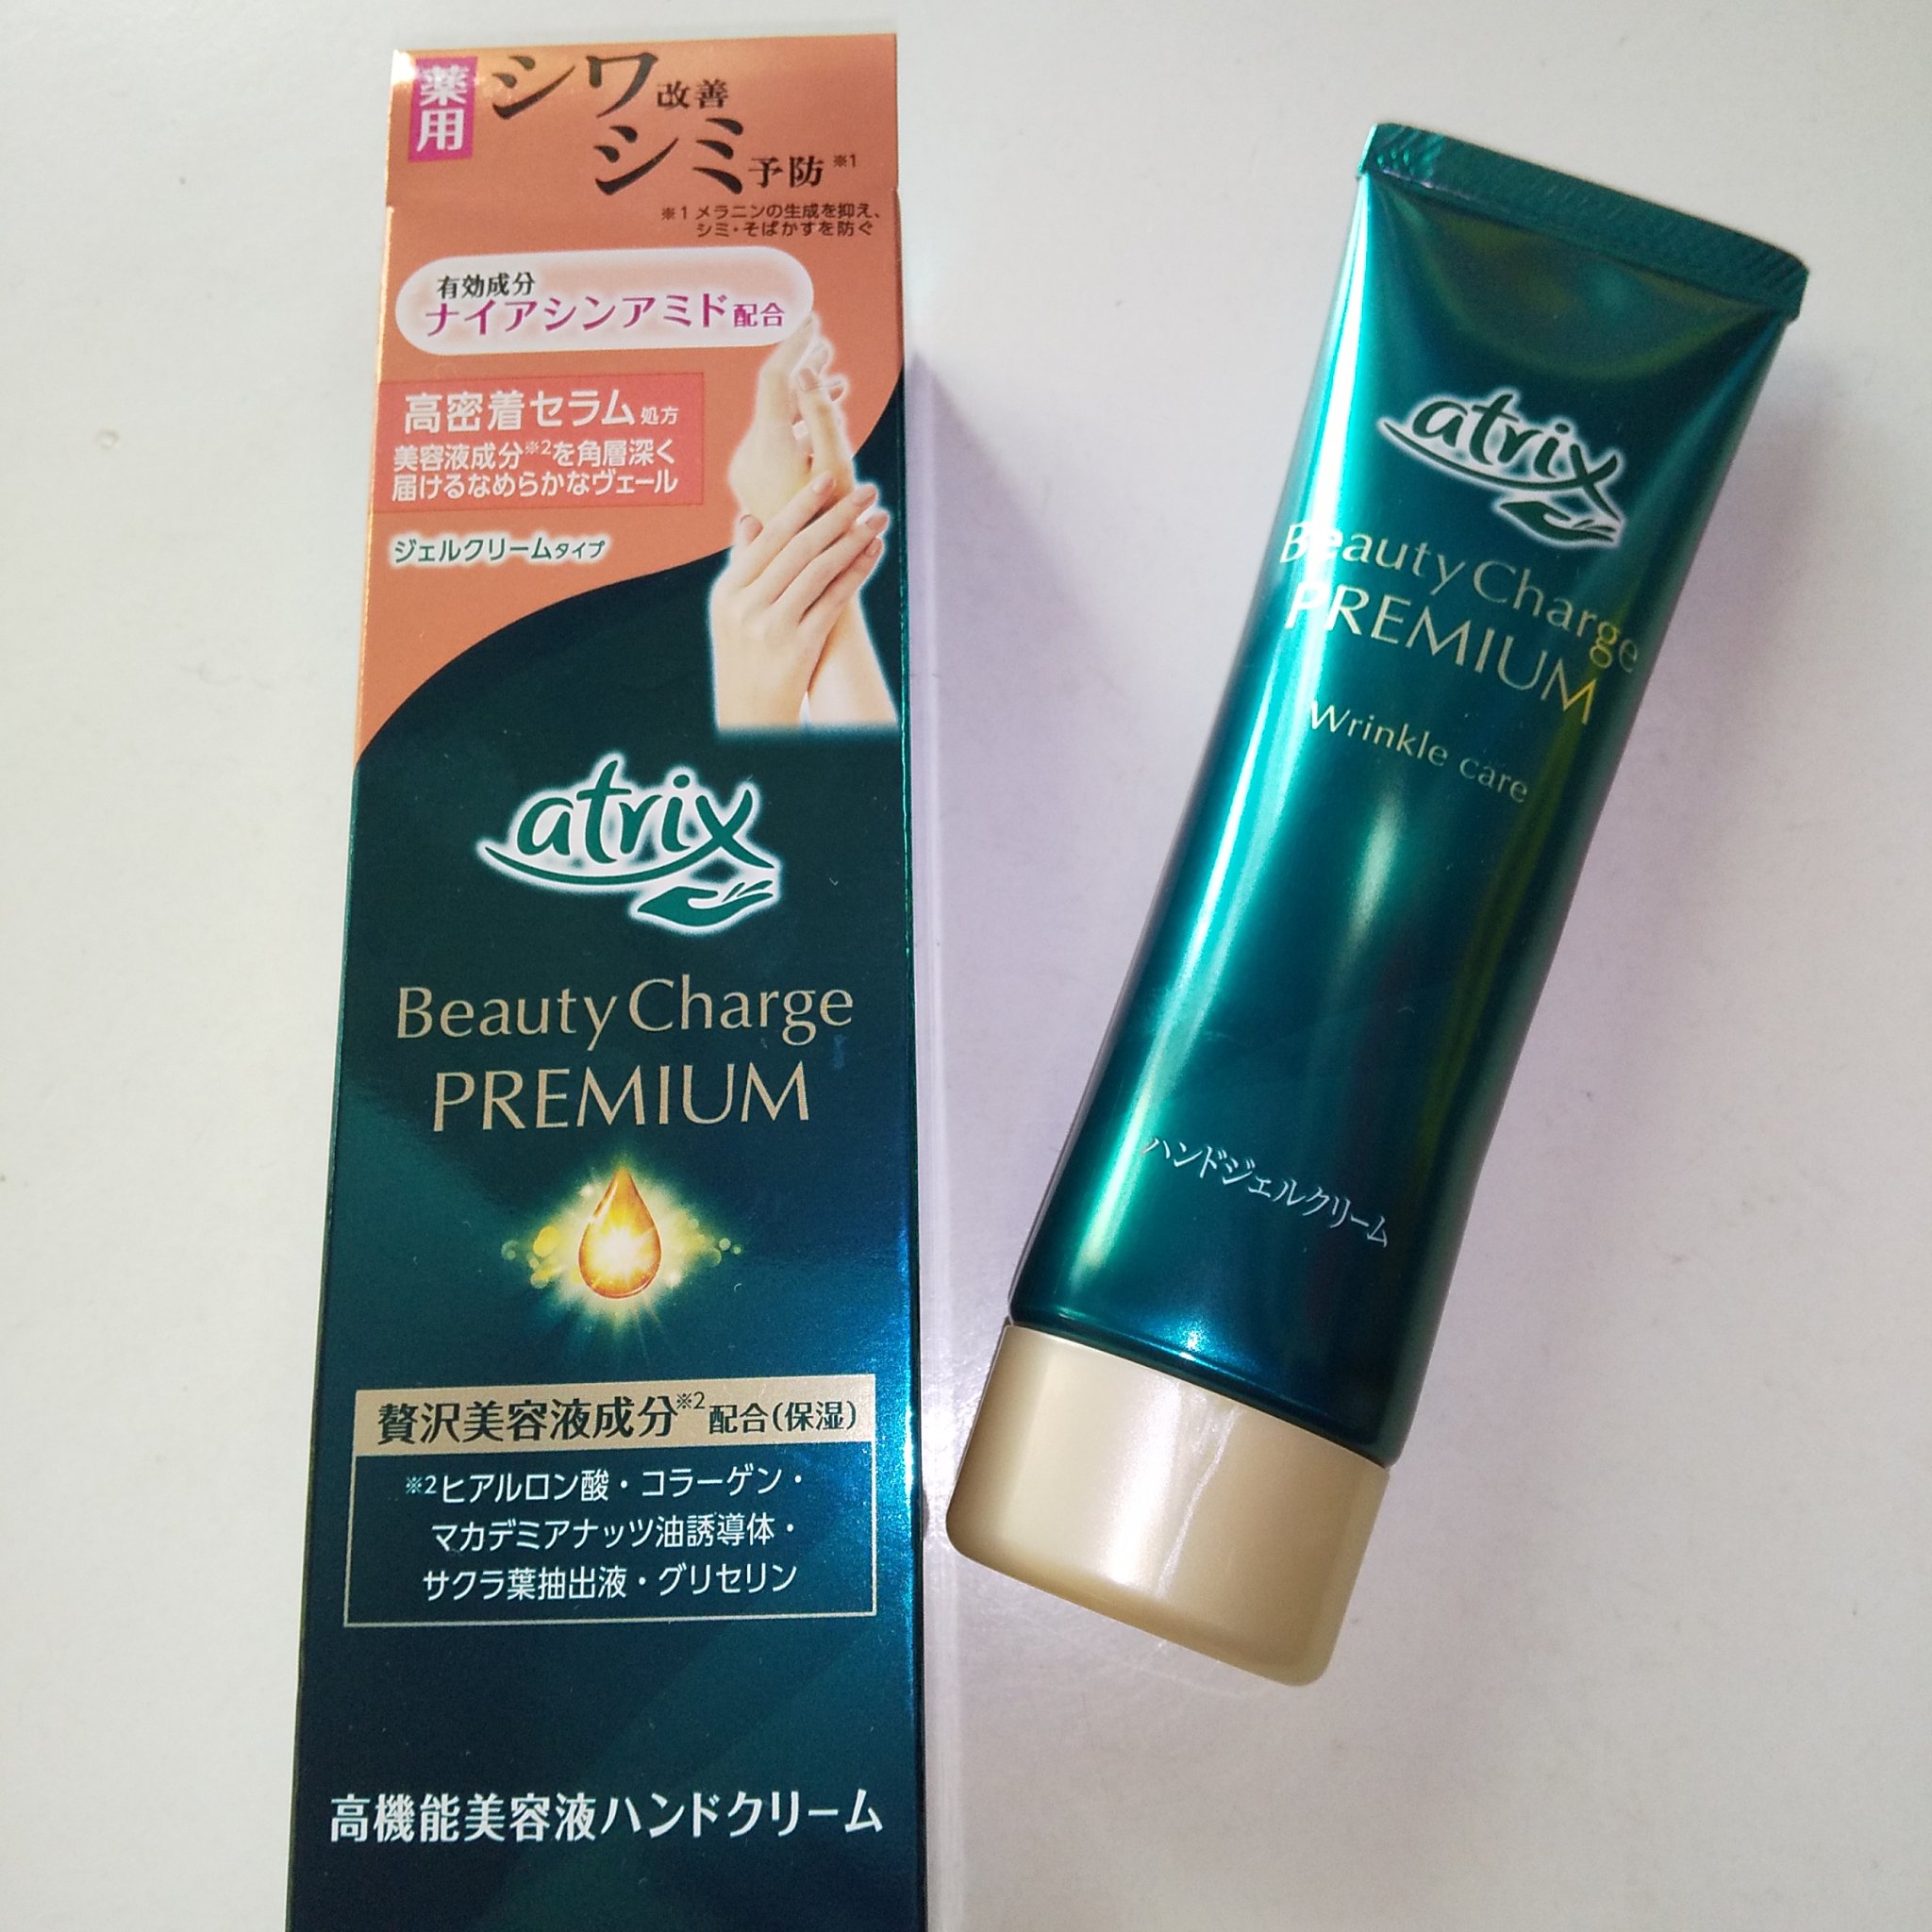 薬用
シワ改善
シミ予防※1
※1 メラニンの生成を抑え、
シミ・そばかすを防ぐ
有効成分
ナイアシンアミド配合
高密着セラム処方
美容液成分※2を角層深く
届けるなめらかなヴェール
ジェルクリームタイプ
atrix
Beauty Charge
PREMIUM
贅沢美容液成分※2配合(保湿)
※2ヒアルロン酸・コラーゲン・
マカデミアナッツ油誘導体・
サクラ葉抽出液・グリセリン
高機能美容液ハンドクリーム
atrix
Beauty Charge
PREMIUM
Wrinkle care
ハンドジェルクリーム